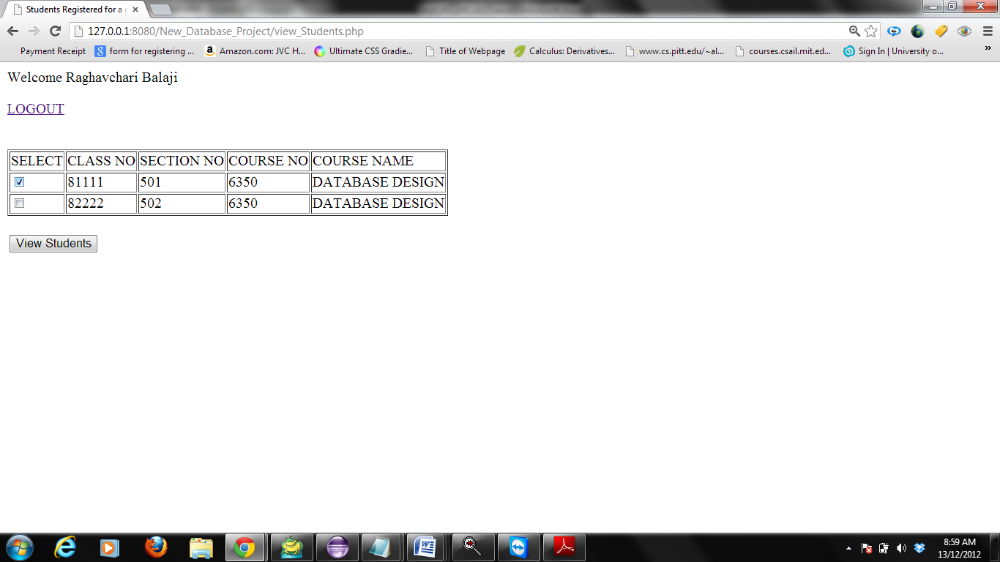 Students Registered for a g
127.0.0.1:8080/New_Database_Project/view_Students.php
Payment Receipt form for registering ... Amazon.com: JVC H... Ultimate CSS Gradie... Title of Webpage Calculus: Derivatives... www.cs.pitt.edu/~al... courses.csail.mit.ed... Sign In | University o... »
Welcome Raghavchari Balaji
LOGOUT
SELECT CLASS NO SECTION NO COURSE NO COURSE NAME
81111 501 6350 DATABASE DESIGN
82222 502 6350 DATABASE DESIGN
View Students
8:59 AM
13/12/2012